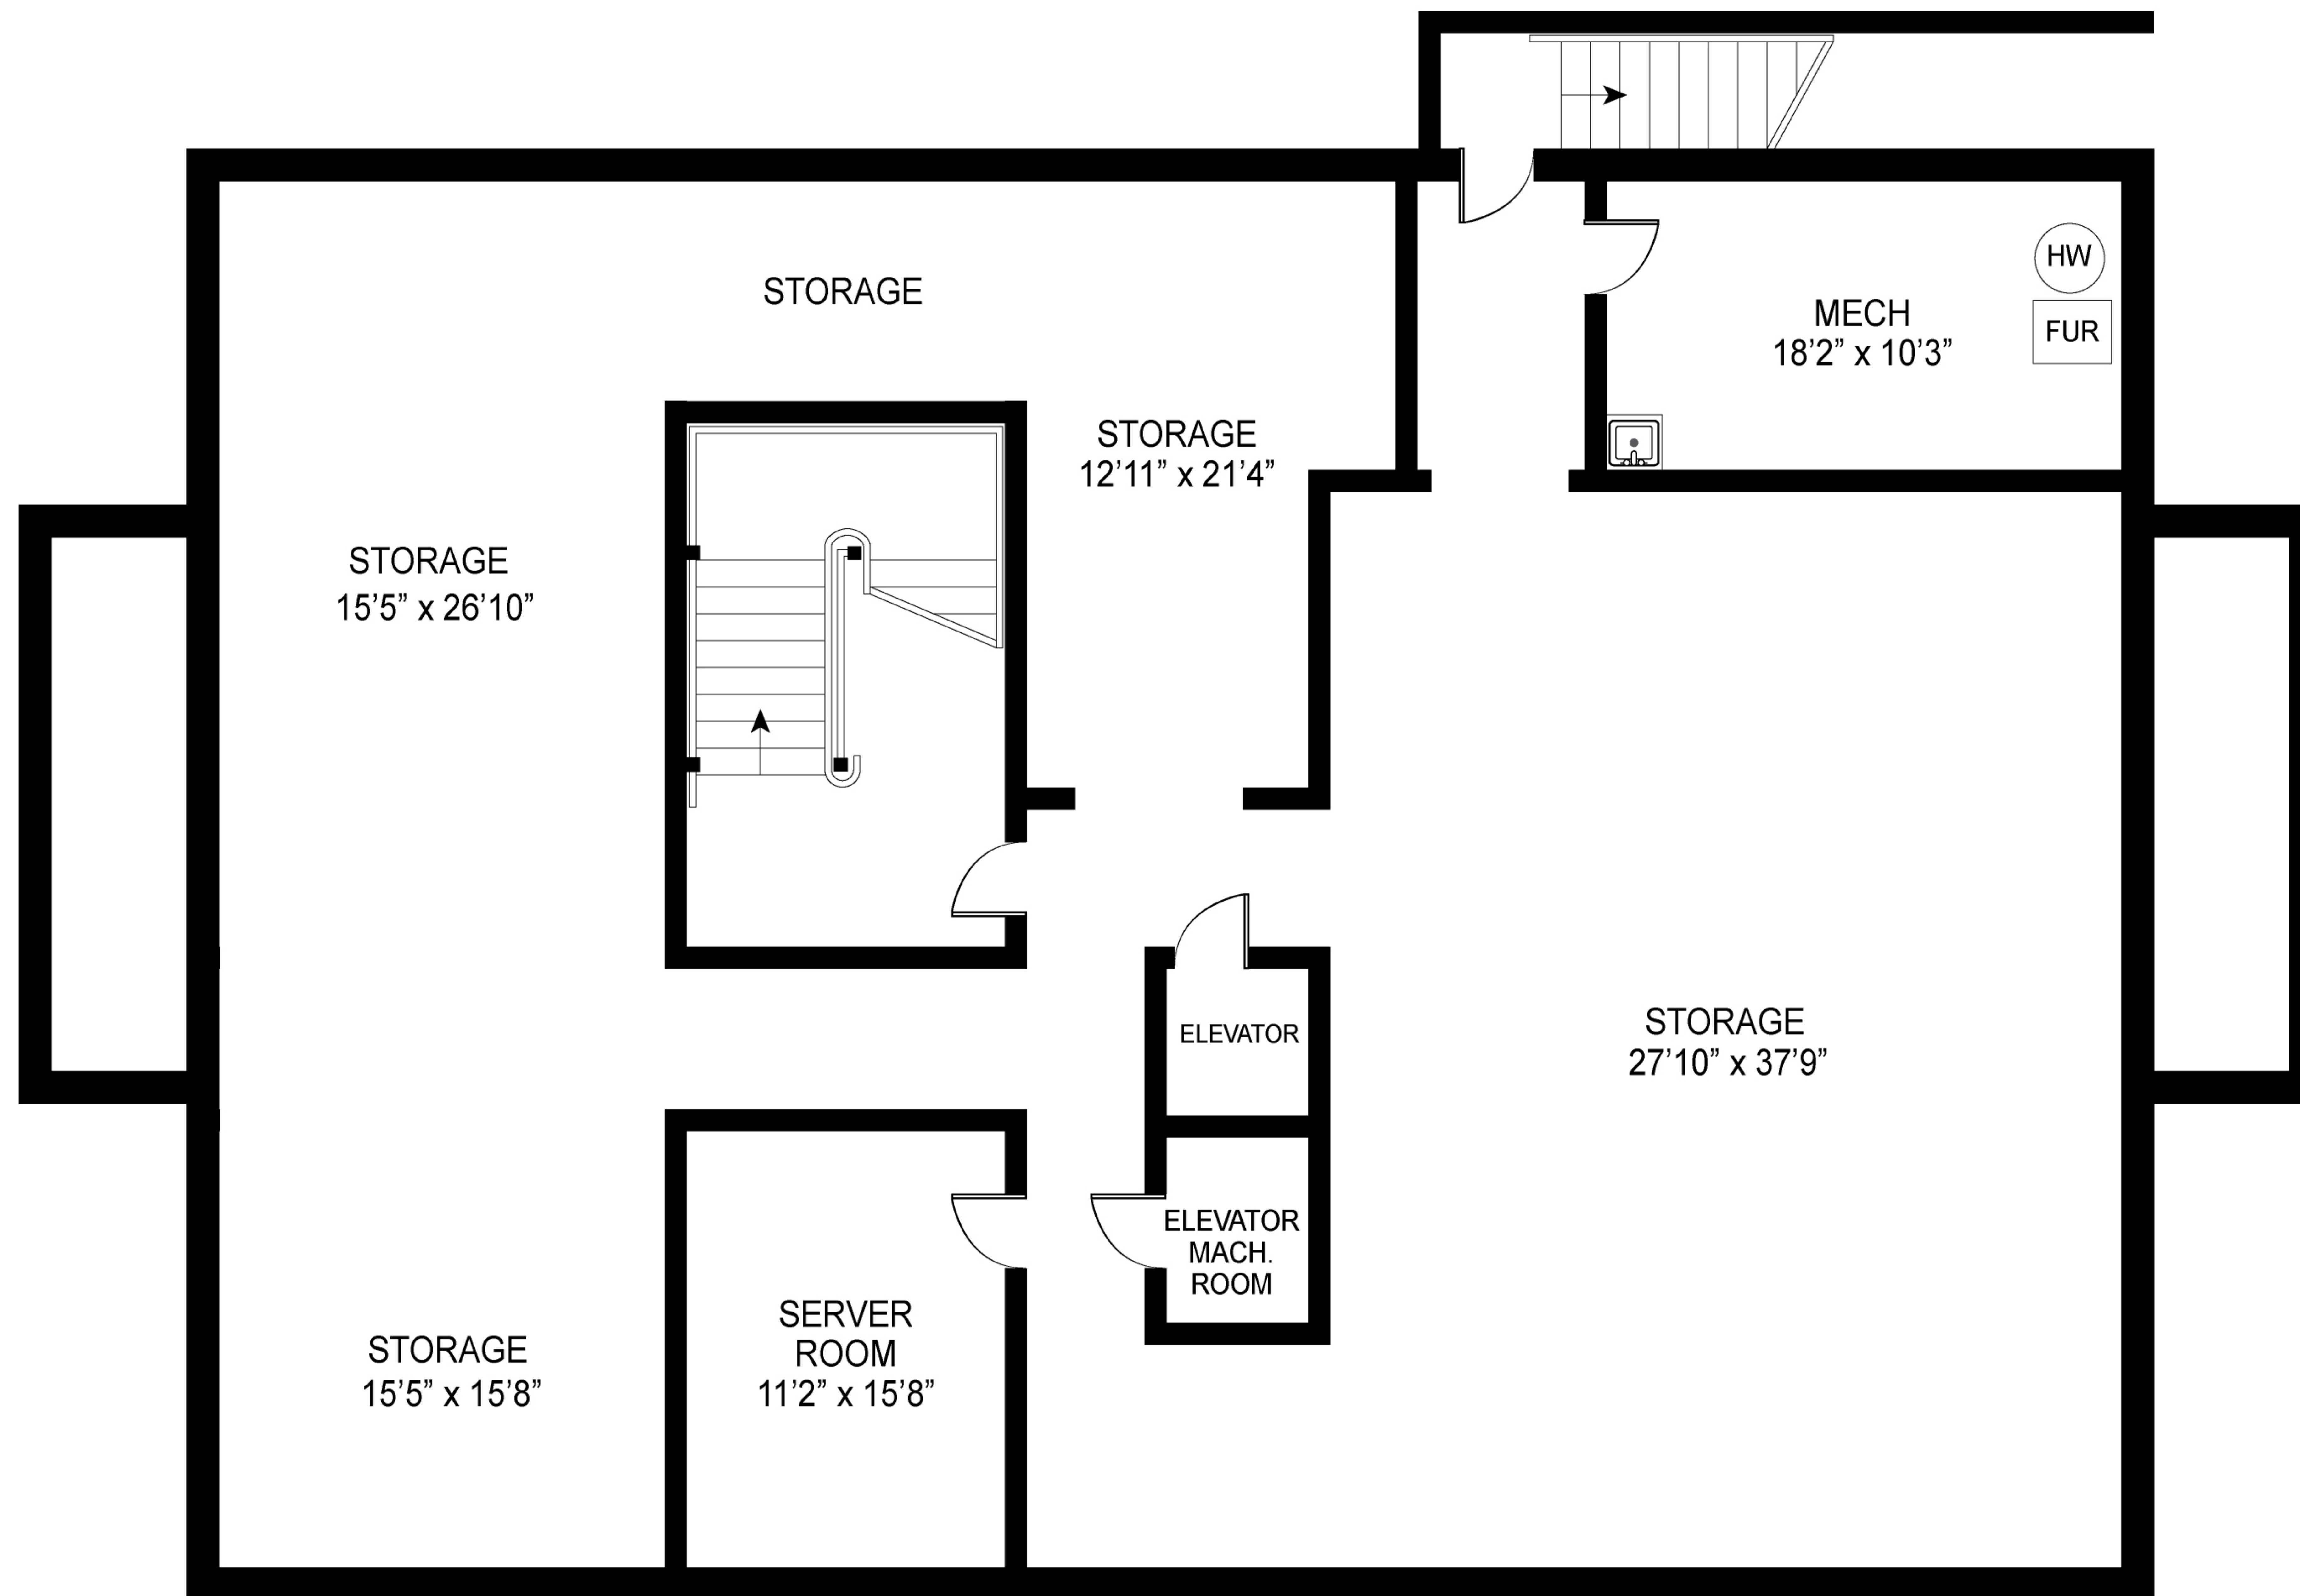 STORAGE
HW
FUR
MECH
18’2” x 10’3”
STORAGE
12’11” x 21’4”
STORAGE
15’5” x 26’10”
STORAGE
27’10” x 37’9”
ELEVATOR
ELEVATOR
MACH.
ROOM
SERVER
ROOM
11’2” x 15’8”
STORAGE
15’5” x 15’8”